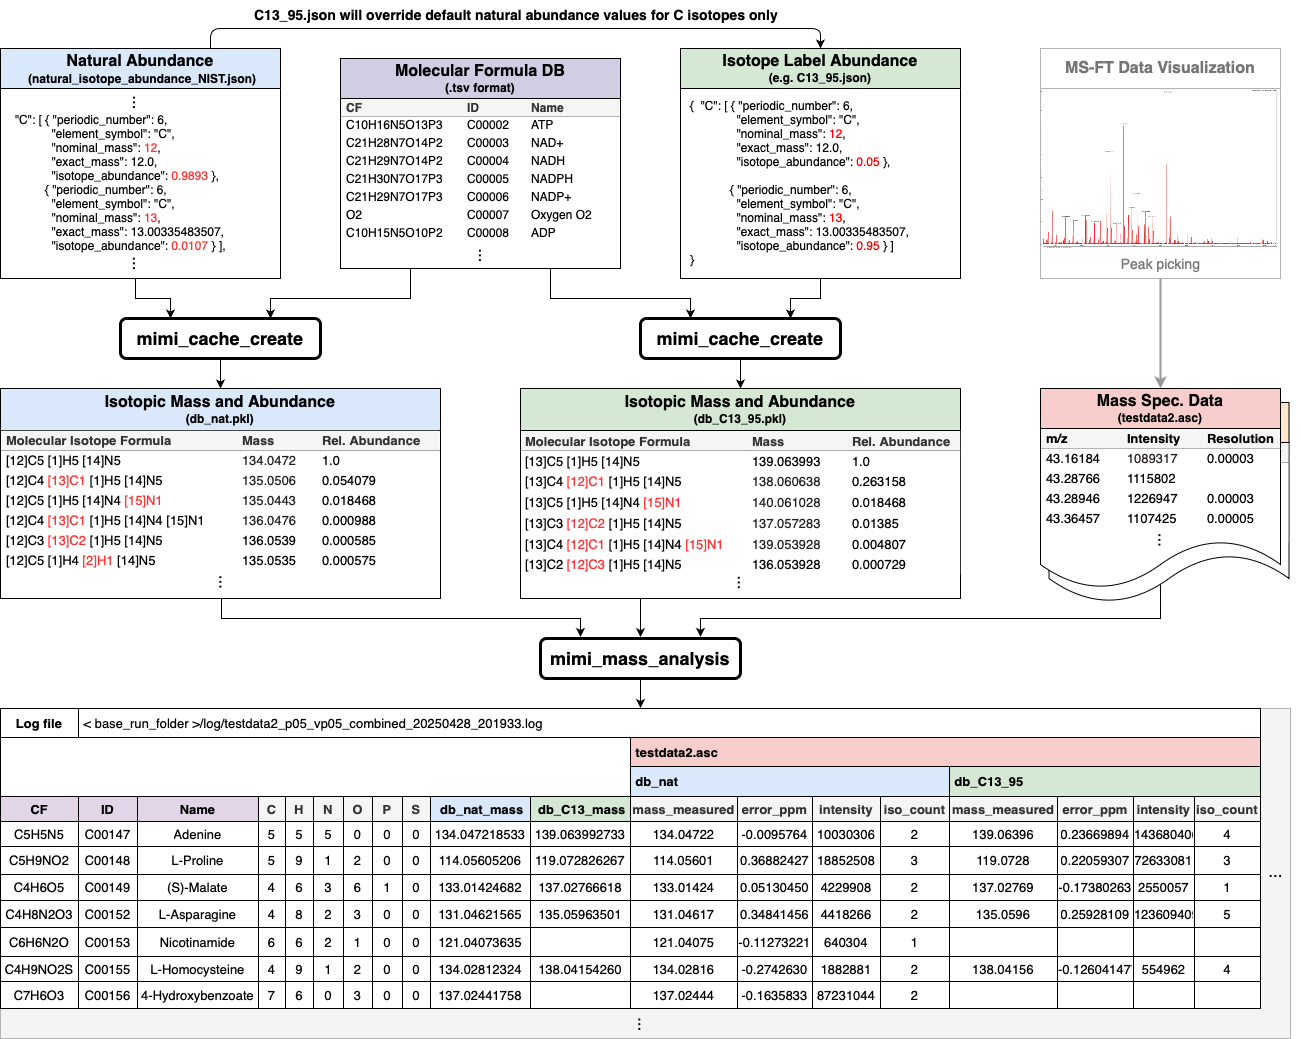 C13_95.json will override default natural abundance values for C isotopes only
Natural Abundance
(natural_isotope_abundance_NIST.json)
⋮
"C": [ { "periodic_number": 6,
"element_symbol": "C",
"nominal_mass": 12,
"exact_mass": 12.0,
"isotope_abundance": 0.9893 },
{ "periodic_number": 6,
"element_symbol": "C",
"nominal_mass": 13,
"exact_mass": 13.00335483507,
"isotope_abundance": 0.0107 } ],
⋮
Molecular Formula DB
(.tsv format)
CF ID Name
C10H16N5O13P3 C00002 ATP
C21H28N7O14P2 C00003 NAD+
C21H29N7O14P2 C00004 NADH
C21H30N7O17P3 C00005 NADPH
C21H29N7O17P3 C00006 NADP+
O2 C00007 Oxygen O2
C10H15N5O10P2 C00008 ADP
⋮
Isotope Label Abundance
(e.g. C13_95.json)
{ "C": [ { "periodic_number": 6,
"element_symbol": "C",
"nominal_mass": 12,
"exact_mass": 12.0,
"isotope_abundance": 0.05 },
{ "periodic_number": 6,
"element_symbol": "C",
"nominal_mass": 13,
"exact_mass": 13.00335483507,
"isotope_abundance": 0.95 } ]
}
MS-FT Data Visualization
Peak picking
mimi_cache_create
mimi_cache_create
Isotopic Mass and Abundance
(db_nat.pkl)
Molecular Isotope Formula Mass Rel. Abundance
[12]C5 [1]H5 [14]N5 134.0472 1.0
[12]C4 [13]C1 [1]H5 [14]N5 135.0506 0.054079
[12]C5 [1]H5 [14]N4 [15]N1 135.0443 0.018468
[12]C4 [13]C1 [1]H5 [14]N4 [15]N1 136.0476 0.000988
[12]C3 [13]C2 [1]H5 [14]N5 136.0539 0.000585
[12]C5 [1]H4 [2]H1 [14]N5 135.0535 0.000575
⋮
Isotopic Mass and Abundance
(db_C13_95.pkl)
Molecular Isotope Formula Mass Rel. Abundance
[13]C5 [1]H5 [14]N5 139.063993 1.0
[13]C4 [12]C1 [1]H5 [14]N5 138.060638 0.263158
[13]C5 [1]H5 [14]N4 [15]N1 140.061028 0.018468
[13]C3 [12]C2 [1]H5 [14]N5 137.057283 0.01385
[13]C4 [12]C1 [1]H5 [14]N4 [15]N1 139.053928 0.004807
[13]C2 [12]C3 [1]H5 [14]N5 136.053928 0.000729
⋮
Mass Spec. Data
(testdata2.asc)
m/z Intensity Resolution
43.16184 1089317 0.00003
43.28766 1115802
43.28946 1226947 0.00003
43.36457 1107425 0.00005
⋮
mimi_mass_analysis
Log file < base_run_folder >/log/testdata2_p05_vp05_combined_20250428_201933.log
testdata2.asc
db_nat db_C13_95
CF ID Name C H N O P S db_nat_mass db_C13_mass mass_measured error_ppm intensity iso_count mass_measured error_ppm intensity iso_count
C5H5N5 C00147 Adenine 5 5 5 0 0 0 134.047218533 139.063992733 134.04722 -0.0095764 10030306 2 139.06396 0.23669894 14368040 4
C5H9NO2 C00148 L-Proline 5 9 1 2 0 0 114.05605206 119.072826267 114.05601 0.36882427 18852508 3 119.0728 0.22059307 72633081 3
C4H6O5 C00149 (S)-Malate 4 6 3 6 1 0 133.01424682 137.02766618 133.01424 0.05130450 4229908 2 137.02769 -0.17380263 2550057 1
C4H8N2O3 C00152 L-Asparagine 4 8 2 3 0 0 131.04621565 135.05963501 131.04617 0.34841456 4418266 2 135.0596 0.25928109 12360940 5
C6H6N2O C00153 Nicotinamide 6 6 2 1 0 0 121.04073635 121.04075 -0.11273221 640304 1
C4H9NO2S C00155 L-Homocysteine 4 9 1 2 0 0 134.02812324 138.04154260 134.02816 -0.2742630 1882881 2 138.04156 -0.12604147 554962 4
C7H6O3 C00156 4-Hydroxybenzoate 7 6 0 3 0 0 137.02441758 137.02444 -0.1635833 87231044 2
...
⋮